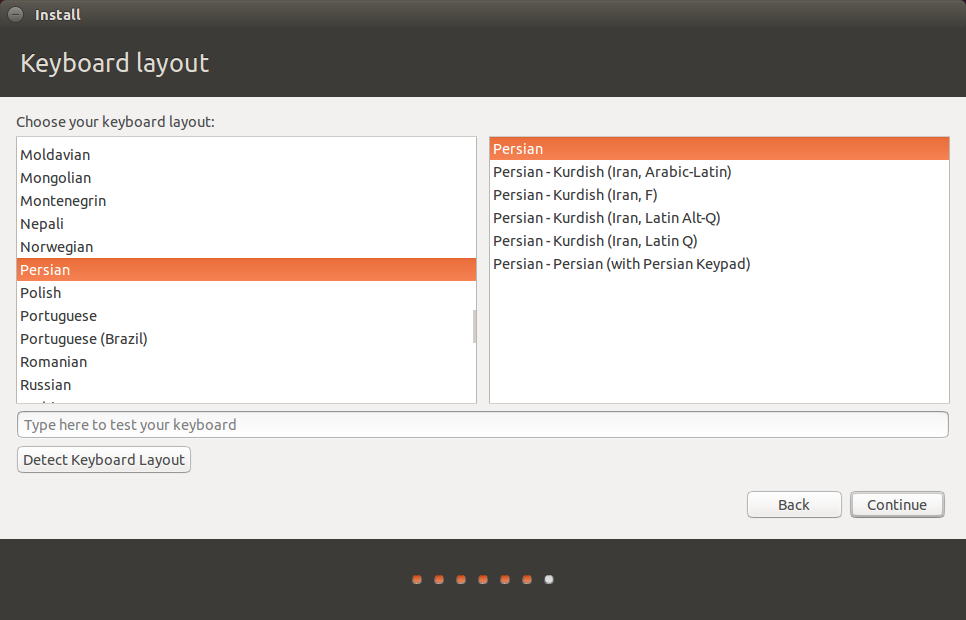 Install
Keyboard layout
Choose your keyboard layout:
Moldavian
Mongolian
Montenegrin
Nepali
Norwegian
Persian
Polish
Portuguese
Portuguese (Brazil)
Romanian
Russian
Persian
Persian - Kurdish (Iran, Arabic-Latin)
Persian - Kurdish (Iran, F)
Persian - Kurdish (Iran, Latin Alt-Q)
Persian - Kurdish (Iran, Latin Q)
Persian - Persian (with Persian Keypad)
Type here to test your keyboard
Detect Keyboard Layout
Back
Continue